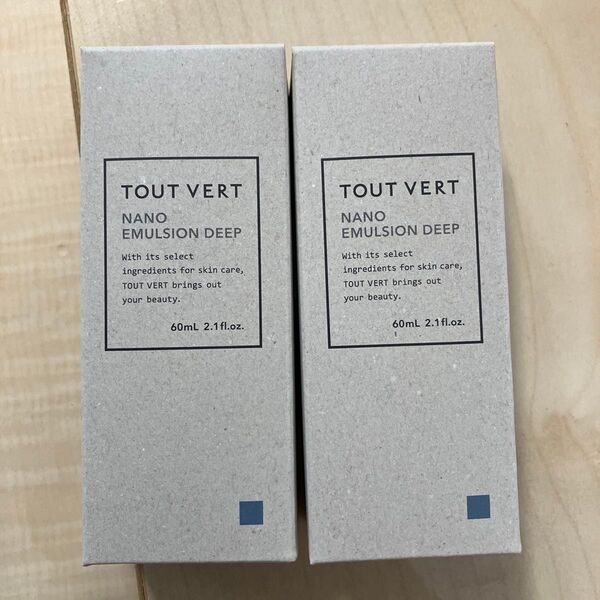 TOUT VERT
NANO
EMULSION DEEP
With its select
ingredients for skin care,
TOUT VERT brings out
your beauty.
60mL 2.1fl.oz.
TOUT VERT
NANO
EMULSION DEEP
With its select
ingredients for skin care,
TOUT VERT brings out
your beauty.
60mL 2.1fl.oz.